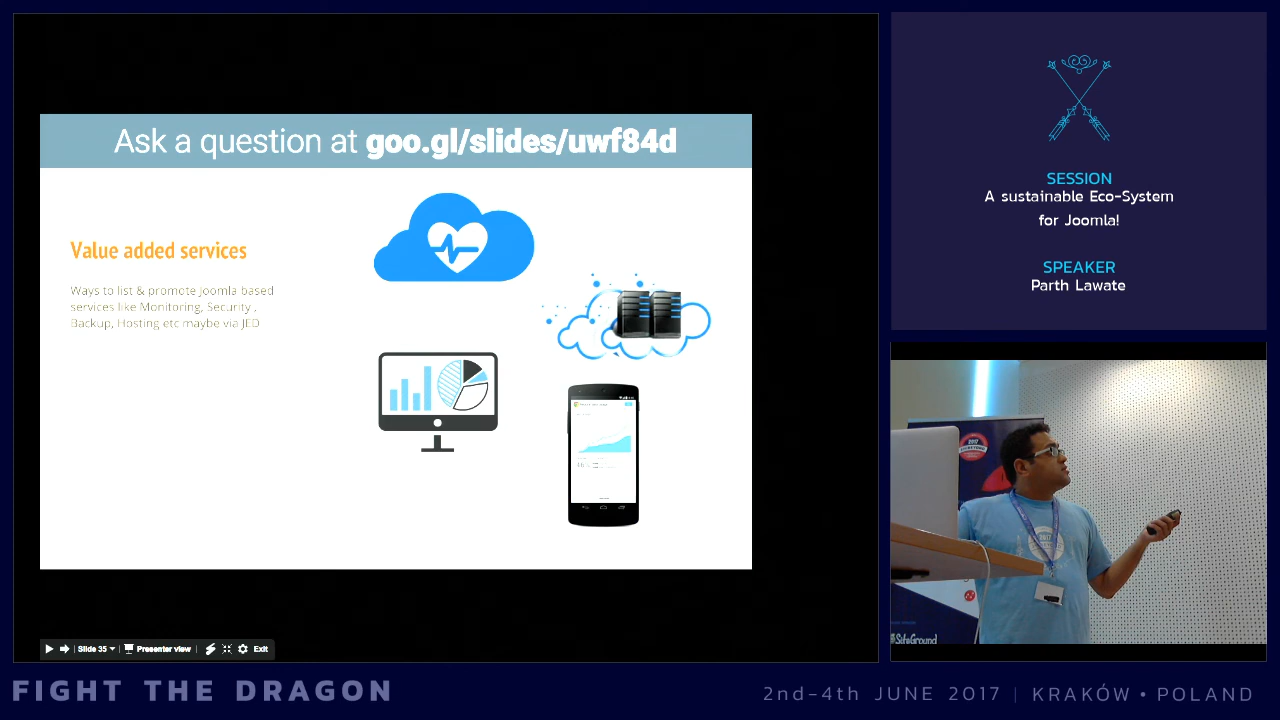 Ask a question at goo.gl/slides/uwf84d
Value added services
Ways to list & promote Joomla based
services like Monitoring, Security ,
Backup, Hosting etc maybe via JED
Slide 35
Presenter view
Exit
SESSION
A sustainable Eco-System
for Joomla!
SPEAKER
Parth Lawate
2017
SiteGround
FIGHT THE DRAGON
2nd-4th JUNE 2017 | KRAKÓW • POLAND